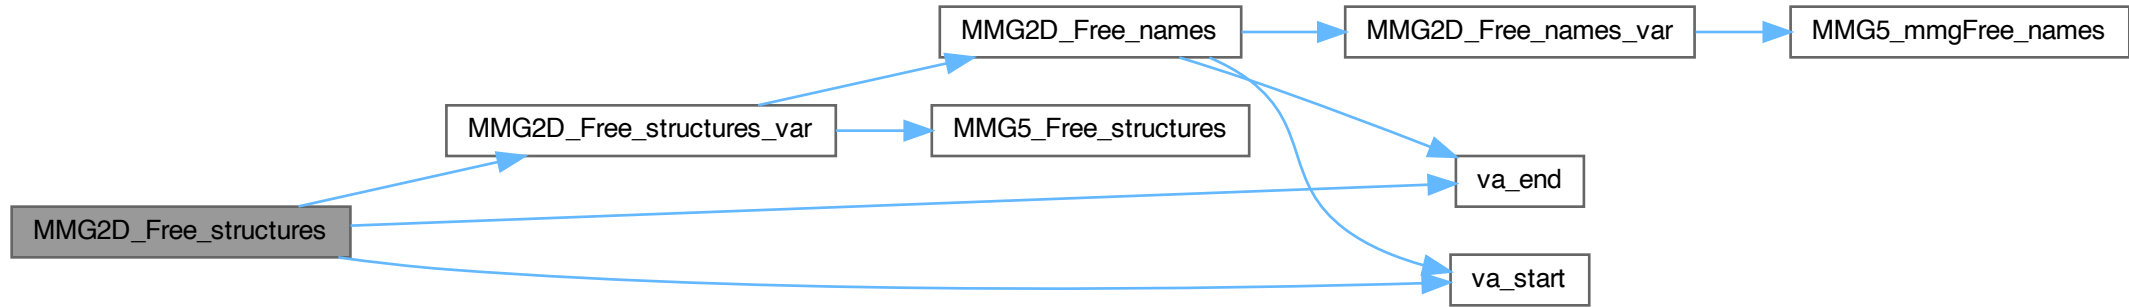 MMG2D_Free_names
MMG2D_Free_names_var
MMG5_mmgFree_names
MMG2D_Free_structures_var
MMG5_Free_structures
va_end
MMG2D_Free_structures
va_start